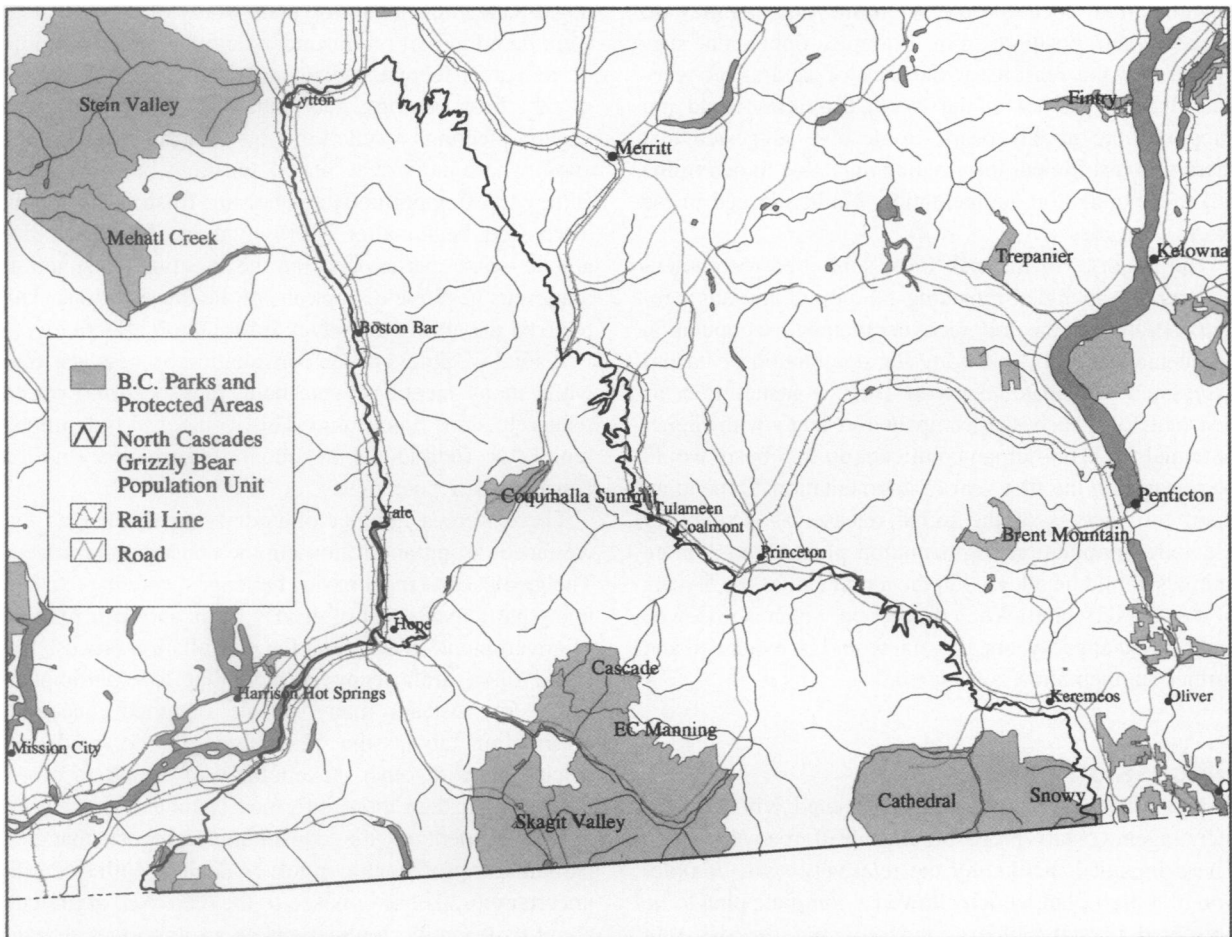 Stein Valley
Lytton
Merritt
Fintry
Mehatl Creek
Trepanier
Kelowna
Boston Bar
B.C. Parks and
Protected Areas
North Cascades
Grizzly Bear
Population Unit
Rail Line
Road
Coquihalla Summit
Tulameen
Coalmont
Penticton
Yale
Princeton
Brent Mountain
Hope
Cascade
Harrison Hot Springs
Keremeos
Oliver
EC Manning
Mission City
Cathedral
Snowy
Skagit Valley